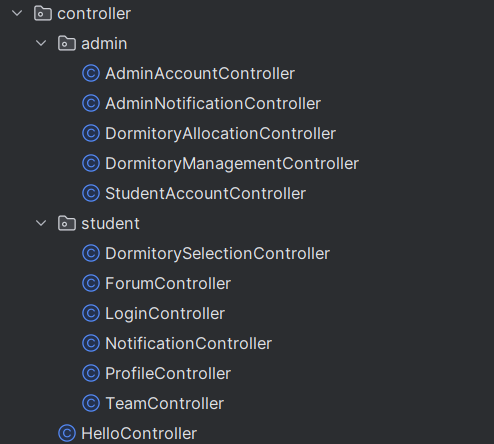 controller
admin
AdminAccountController
AdminNotificationController
DormitoryAllocationController
DormitoryManagementController
StudentAccountController
student
DormitorySelectionController
ForumController
LoginController
NotificationController
ProfileController
TeamController
HelloController